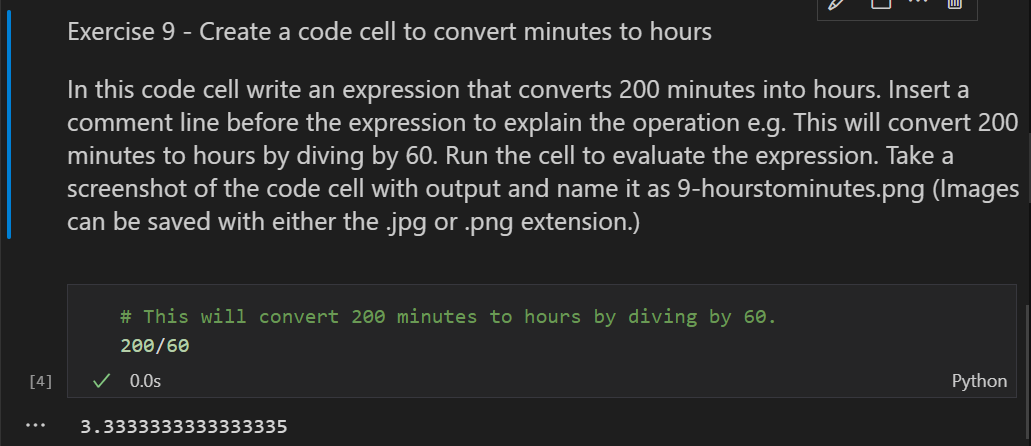 Exercise 9 - Create a code cell to convert minutes to hours
In this code cell write an expression that converts 200 minutes into hours. Insert a
comment line before the expression to explain the operation e.g. This will convert 200
minutes to hours by diving by 60. Run the cell to evaluate the expression. Take a
screenshot of the code cell with output and name it as 9-hourstominutes.png (Images
can be saved with either the .jpg or .png extension.)
# This will convert 200 minutes to hours by diving by 60.
200/60
[4]
0.0s
Python
3.3333333333333335